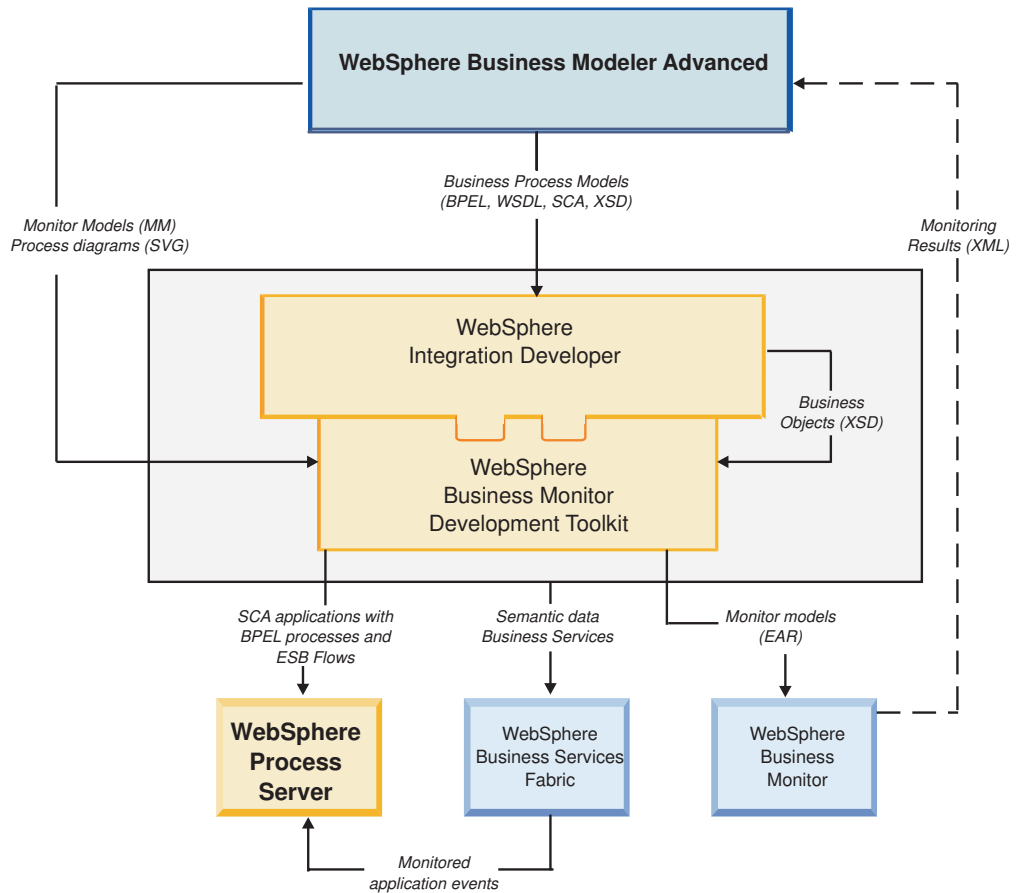 WebSphere Business Modeler Advanced
Business Process Models
(BPEL, WSDL, SCA, XSD)
Monitor Models (MM)
Process diagrams (SVG)
Monitoring
Results (XML)
WebSphere
Integration Developer
Business
Objects (XSD)
WebSphere
Business Monitor
Development Toolkit
SCA applications with
BPEL processes and
ESB Flows
Semantic data
Business Services
Monitor models
(EAR)
WebSphere
Process
Server
WebSphere
Business Services
Fabric
WebSphere
Business
Monitor
Monitored
application events